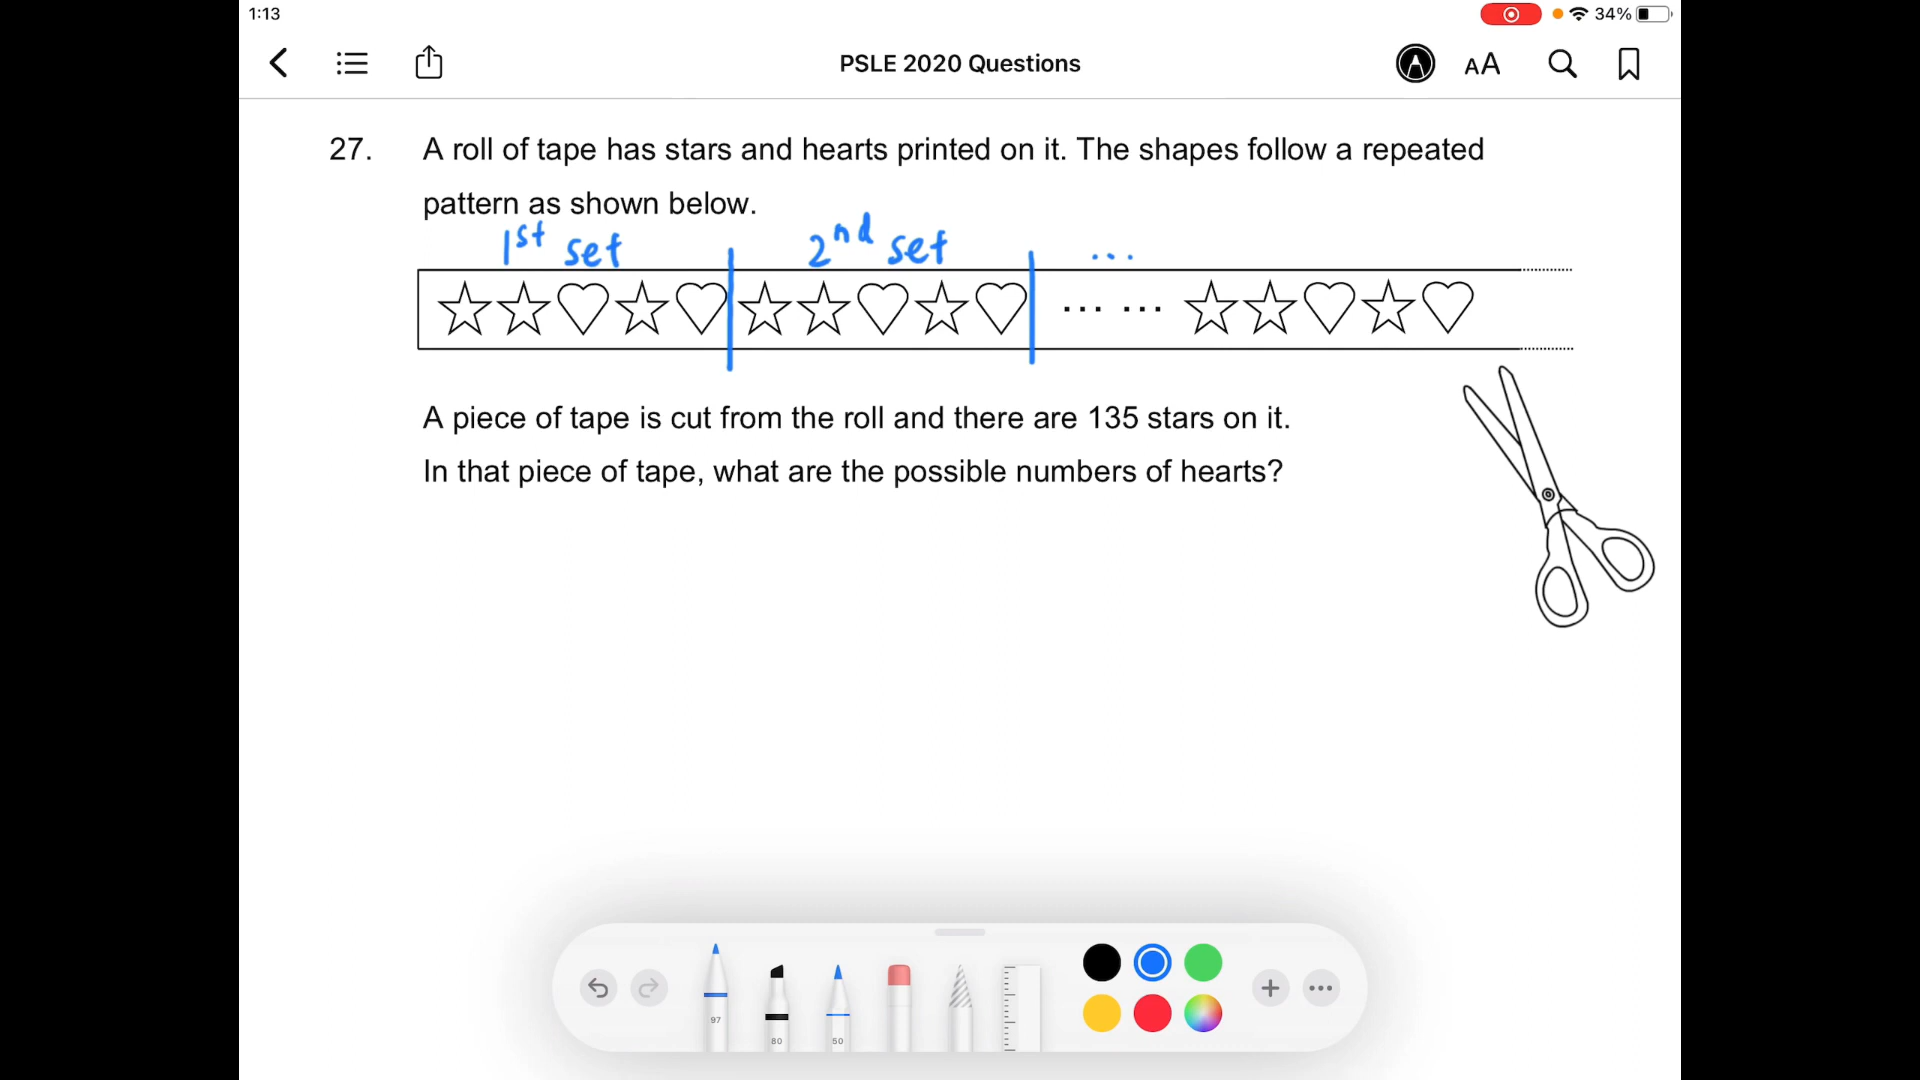 1:13
34%
PSLE 2020 Questions
AA
27. A roll of tape has stars and hearts printed on it. The shapes follow a repeated
pattern as shown below.
1st set 2nd set ...
... ...
A piece of tape is cut from the roll and there are 135 stars on it.
In that piece of tape, what are the possible numbers of hearts?
97 80 50